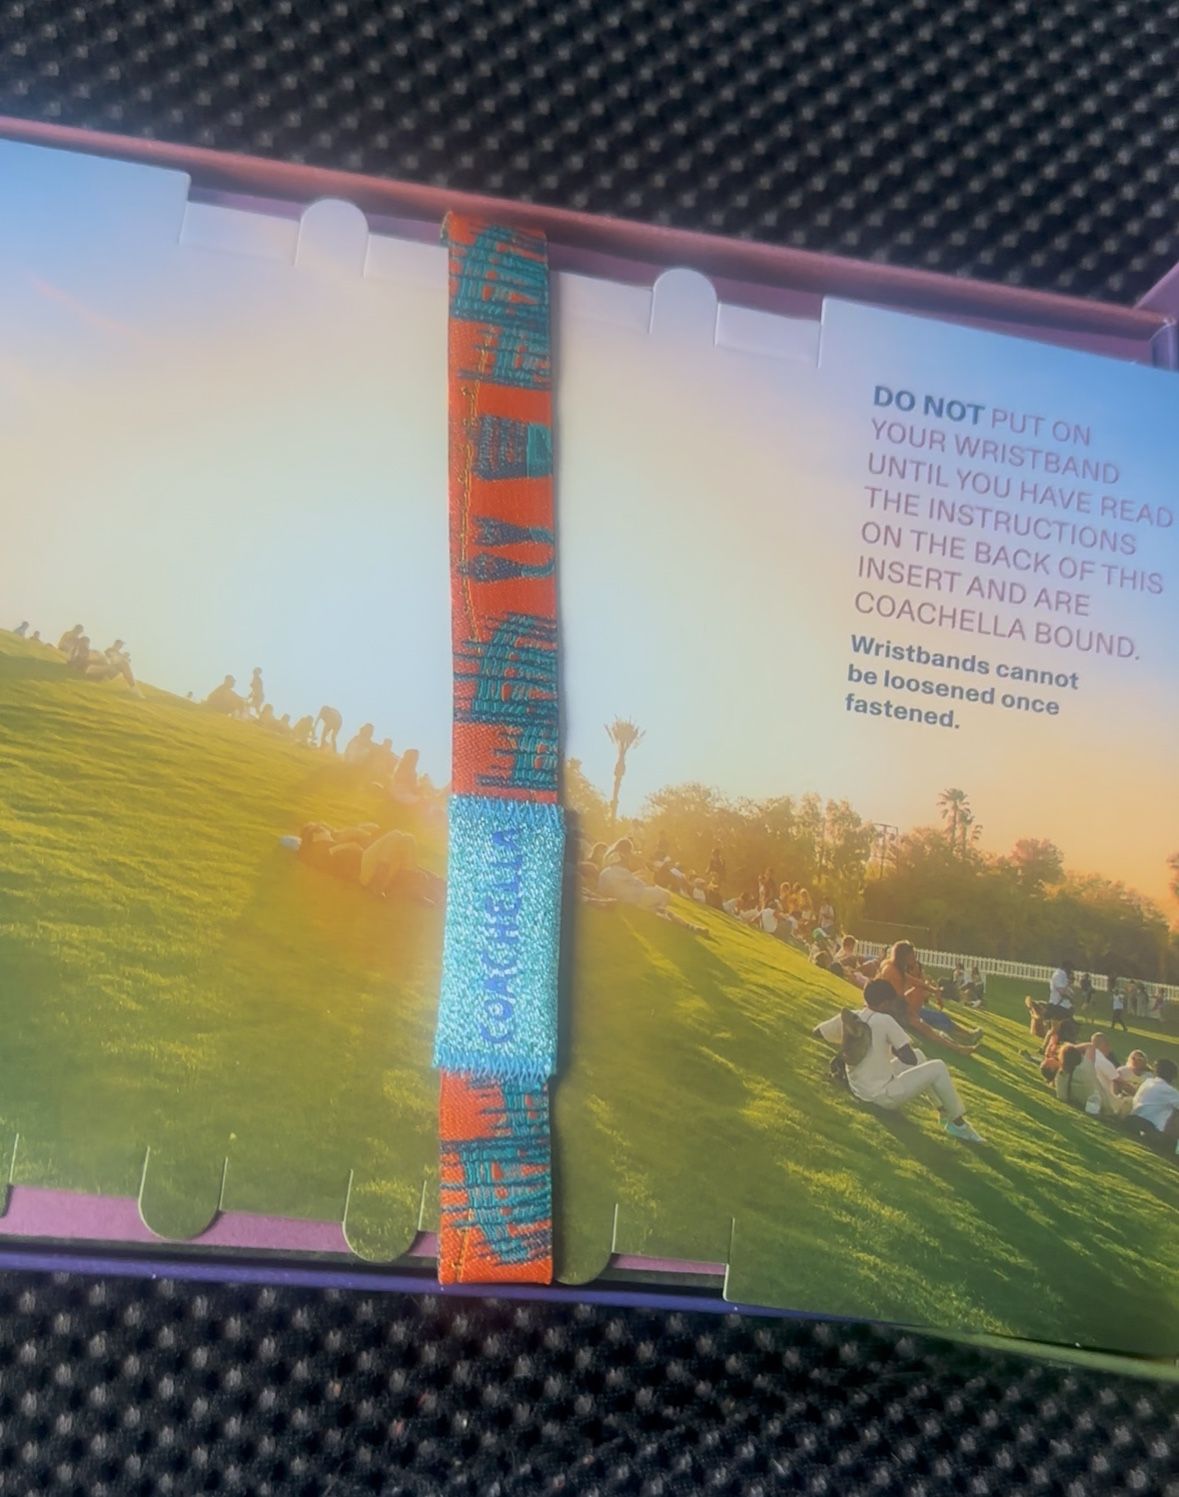 DO NOT PUT ON
YOUR WRISTBAND
UNTIL YOU HAVE READ
THE INSTRUCTIONS
ON THE BACK OF THIS
INSERT AND ARE
COACHELLA BOUND.
Wristbands cannot
be loosened once
fastened.
COACHELLA